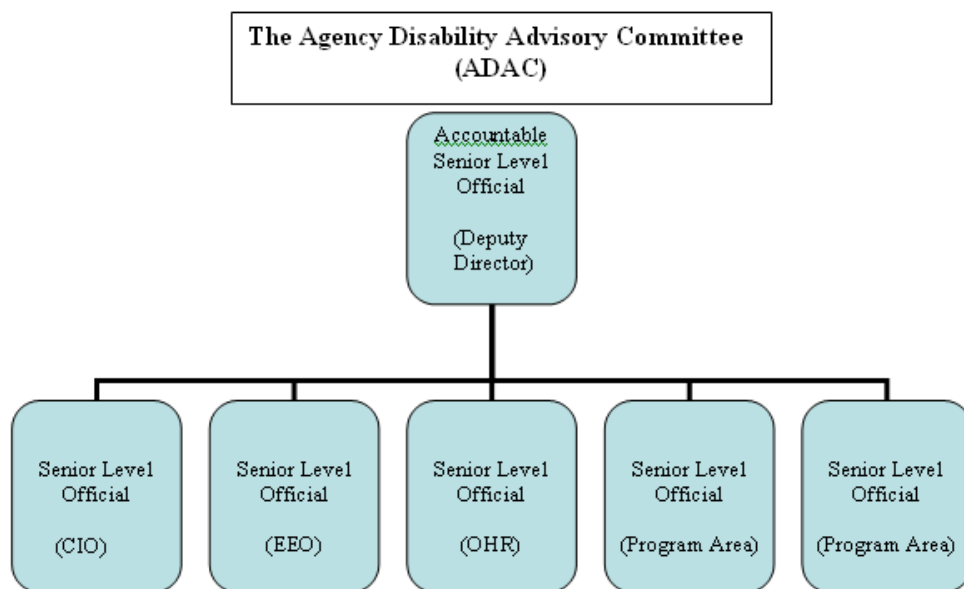 The Agency Disability Advisory Committee
(ADAC)
Accountable
Senior Level
Official
(Deputy
Director)
Senior Level
Official
(CIO)
Senior Level
Official
(EEO)
Senior Level
Official
(OHR)
Senior Level
Official
(Program Area)
Senior Level
Official
(Program Area)